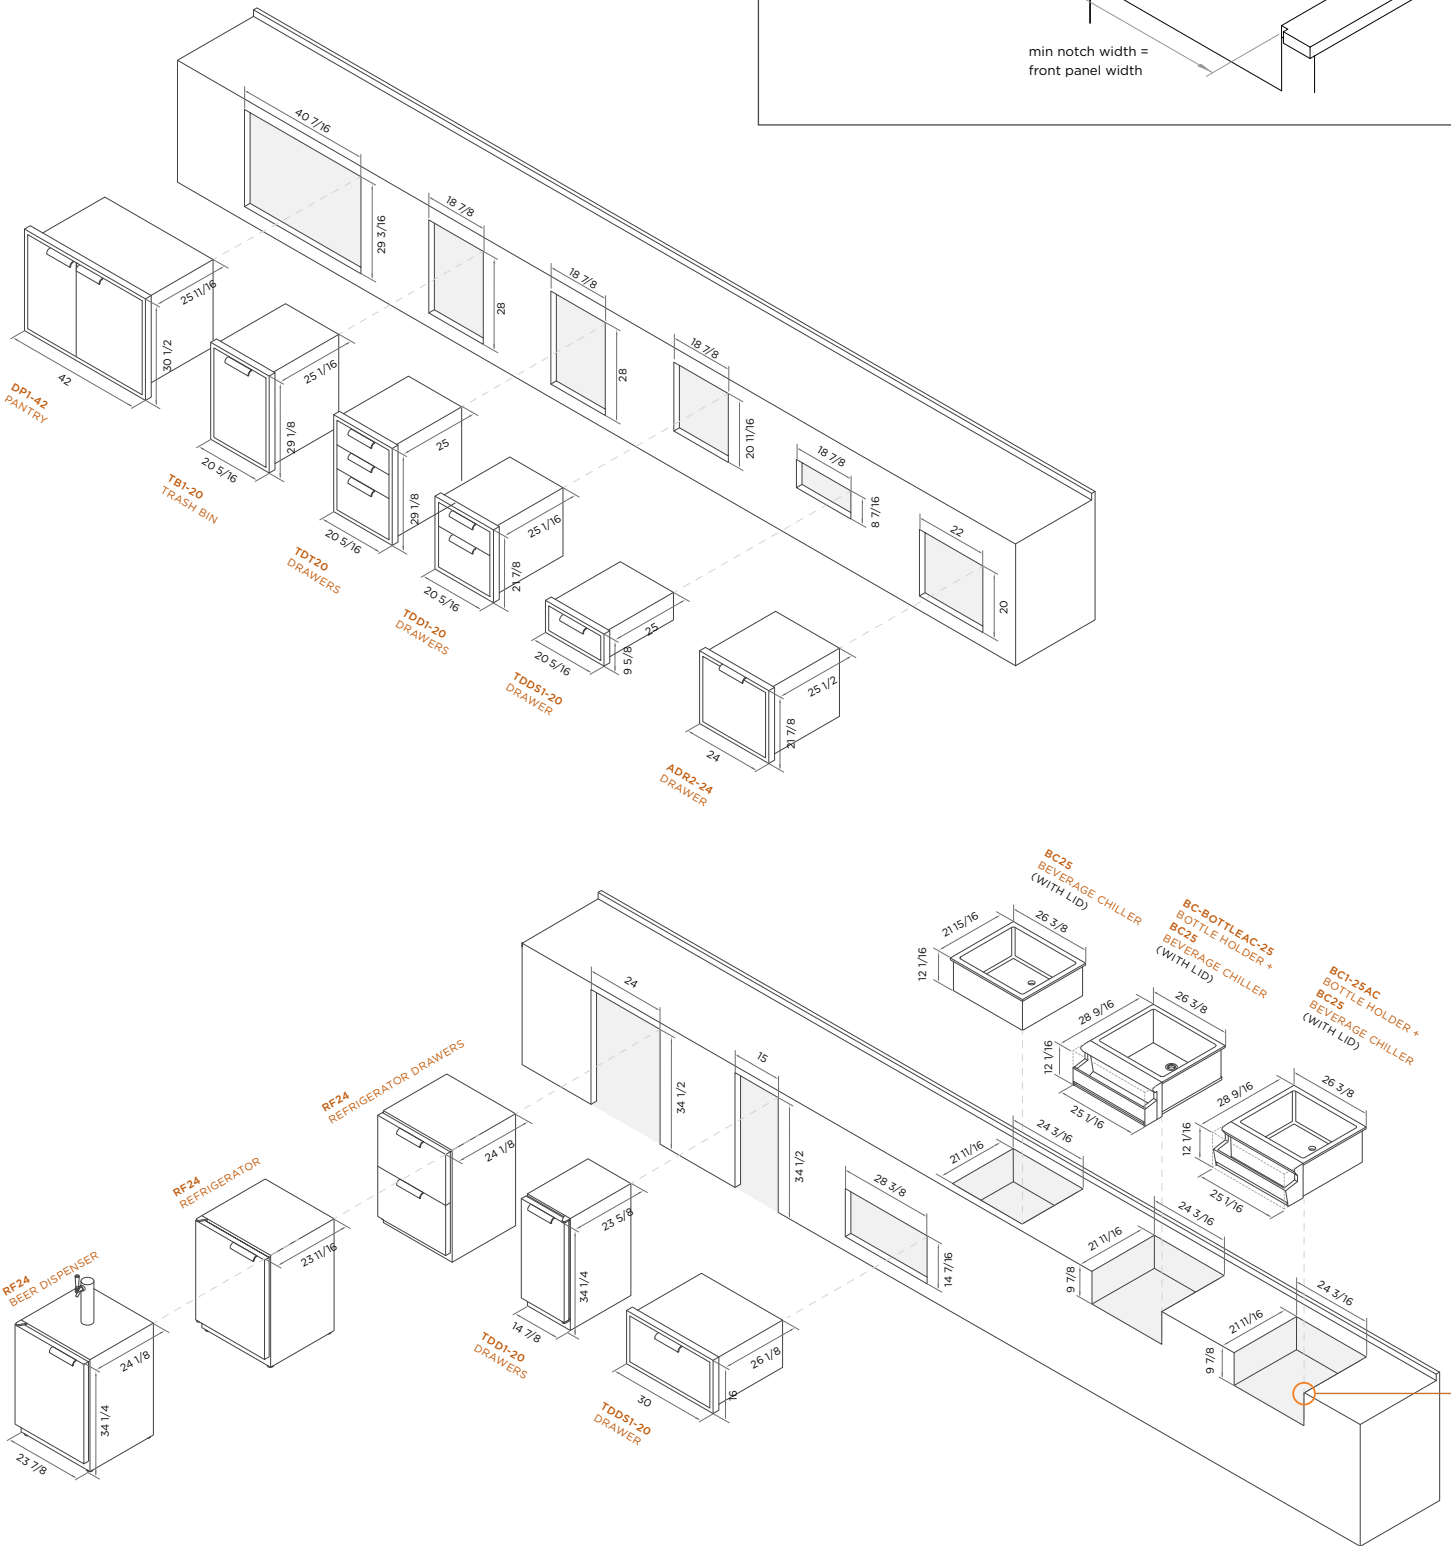 min notch width =
front panel width
40 7/16
29 3/16
18 7/8
28
18 7/8
28
18 7/8
20 11/16
18 7/8
8 7/16
22
20
25 11/16
30 1/2
42
DP1-42
PANTRY
25 1/16
29 1/8
20 5/16
TB1-20
TRASH BIN
25
29 1/8
20 5/16
TDT20
DRAWERS
25 1/16
21 7/8
20 5/16
TDD1-20
DRAWERS
25
9 5/8
20 5/16
TDDS1-20
DRAWER
25 1/2
21 7/8
24
ADR2-24
DRAWER
BC25
BEVERAGE CHILLER
(WITH LID)
21 15/16
26 3/8
12 1/16
BC-BOTTLEAC-25
BOTTLE HOLDER +
BC25
BEVERAGE CHILLER
(WITH LID)
28 9/16
26 3/8
12 1/16
25 1/16
BC1-25AC
BOTTLE HOLDER +
BC25
BEVERAGE CHILLER
(WITH LID)
28 9/16
26 3/8
12 1/16
25 1/16
24
34 1/2
15
34 1/2
28 3/8
14 7/16
21 11/16
24 3/16
21 11/16
24 3/16
9 7/8
21 11/16
24 3/16
9 7/8
RF24
REFRIGERATOR DRAWERS
24 1/8
RF24
REFRIGERATOR
23 11/16
RF24
BEER DISPENSER
24 1/8
34 1/4
23 7/8
23 5/8
34 1/4
14 7/8
TDD1-20
DRAWERS
26 1/8
16
30
TDDS1-20
DRAWER